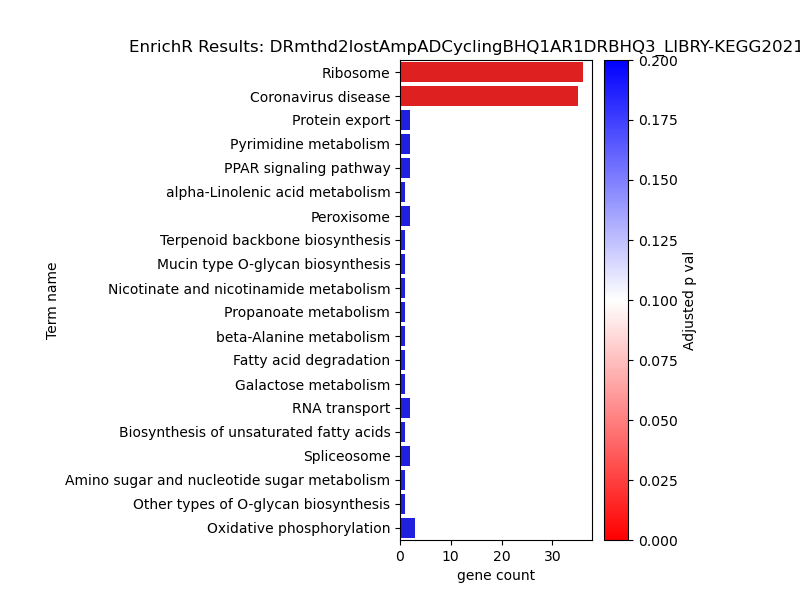 EnrichR Results: DRmthd2lostAmpADCyclingBHQ1AR1DRBHQ3_LIBRY-KEGG2021
Ribosome
Coronavirus disease
Protein export
Pyrimidine metabolism
PPAR signaling pathway
alpha-Linolenic acid metabolism
Peroxisome
Terpenoid backbone biosynthesis
Mucin type O-glycan biosynthesis
Nicotinate and nicotinamide metabolism
Propanoate metabolism
beta-Alanine metabolism
Fatty acid degradation
Galactose metabolism
RNA transport
Biosynthesis of unsaturated fatty acids
Spliceosome
Amino sugar and nucleotide sugar metabolism
Other types of O-glycan biosynthesis
Oxidative phosphorylation
Term name
0 10 20 30
gene count
0.200
0.175
0.150
0.125
0.100
0.075
0.050
0.025
0.000
Adjusted p val